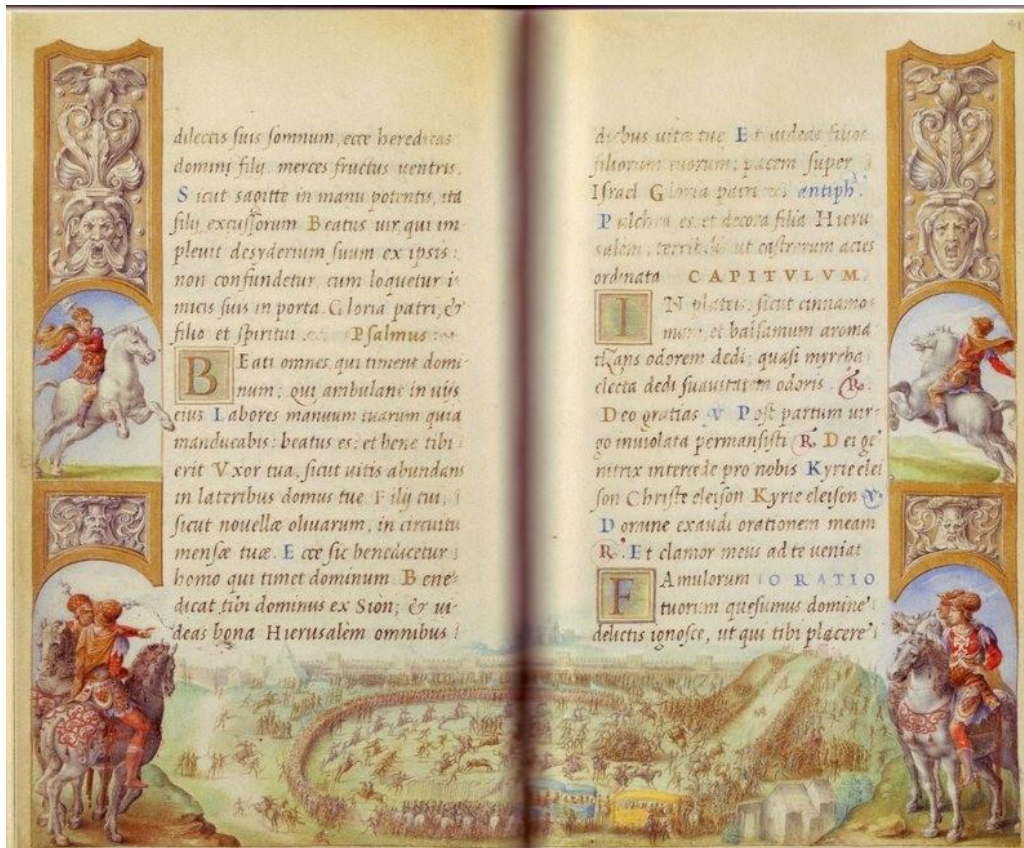 dilectis suis somnum, ecce hereditas
domini filij. merces fructus uentris.
Sicut sagitte in manu potentis, ita
filij excussorum Beatus uir qui im-
pleuit desyderium suum ex ipsis:
non confundetur, cum loquetur i-
nimicis suis in porta. Gloria patri, &
filio et spiritui Psalmus
BEati omnes qui timent domi-
num: qui ambulant in uijs
eius Labores manuum tuarum quia
manducabis: beatus es; et bene tibi
erit Vxor tua, sicut uitis abundans
in lateribus domus tue Filij tui,
sicut nouellæ oliuarum, in circuitu
mensæ tuæ. Ecce sic benedicetur
homo qui timet dominum Bene-
dicat tibi dominus ex Sion; & ui-
deas bona Hierusalem omnibus
91
diebus uitæ tue Et uideas filios
filiorum tuorum; pacem super
Israel Gloria patri antiph.
Pulchra es, et decora filia Hieru
salem, terribilis ut castrorum acies
ordinata CAPITVLVM.
IN plateis, sicut cinnamo-
mum, et balsamum aroma
tizans odorem dedi; quasi myrrha
electa dedi suauitatem odoris. R.
Deo gratias V Post partum uir-
go inuiolata permansisti R. Dei ge
nitrix intercede pro nobis Kyrie elei
son Christe eleison Kyrie eleison V.
Domine exaudi orationem meam
R. Et clamor meus ad te ueniat
FAmulorum ORATIO
tuorum quesumus domine
delictis ignosce, ut qui tibi placere